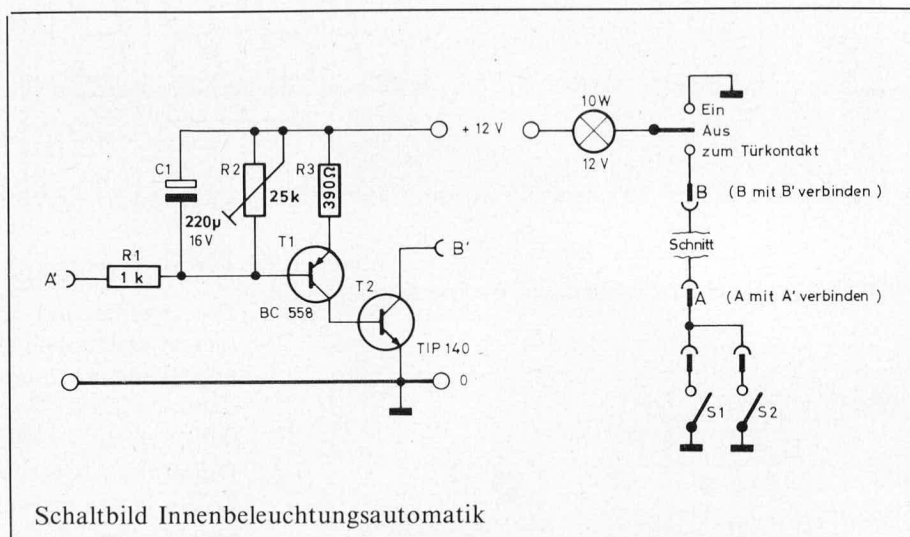 10W
Ein
+ 12 V
Aus
12 V
zum Türkontakt
C1
R2
R3
390Ω
25k
220µ
16V
B (B mit B' verbinden )
T1
B'
Schnitt
R1
A'
1 k
T2
A (A mit A' verbinden )
BC 558
TIP 140
0
S1
S2
Schaltbild Innenbeleuchtungsautomatik